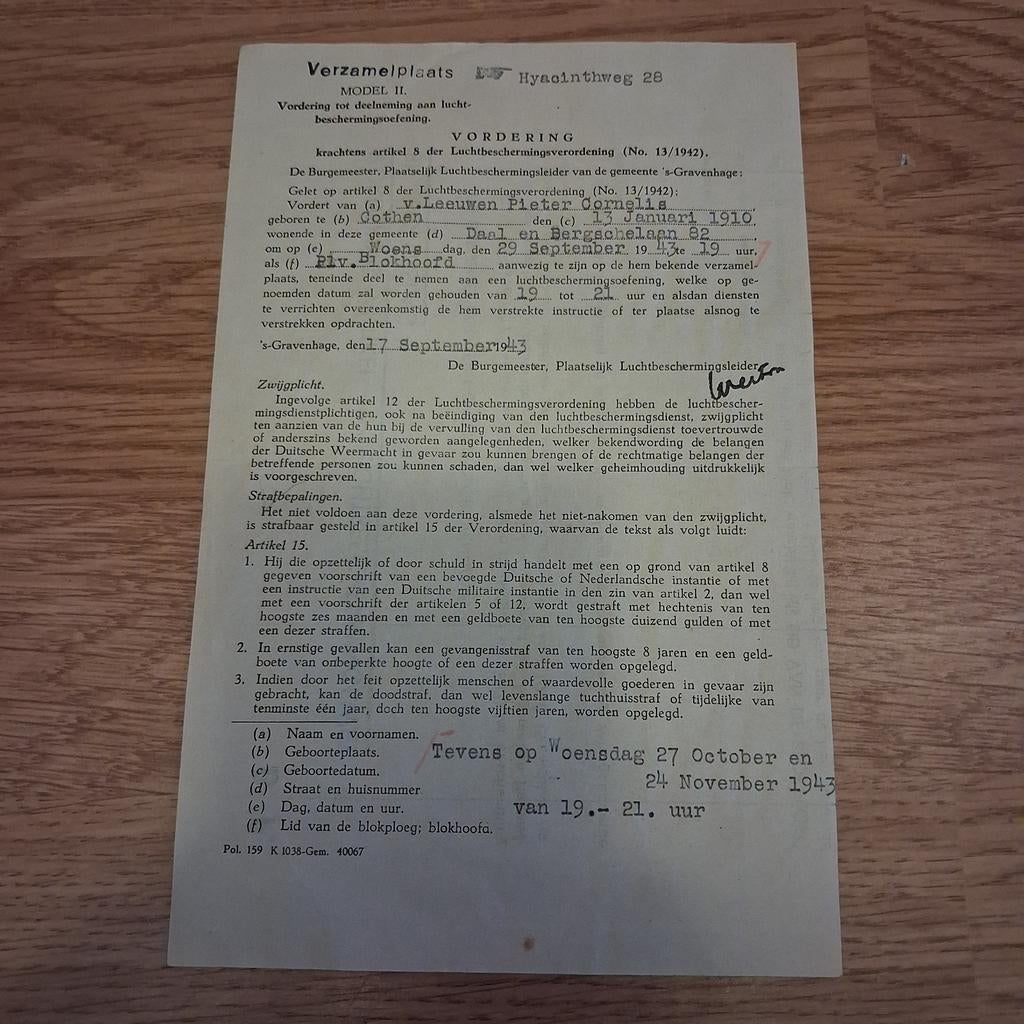 Verzamelplaats Hyacinthweg 28
MODEL II.
Vordering tot deelneming aan lucht-
beschermingsoefening.
VORDERING
krachtens artikel 8 der Luchtbeschermingsverordening (No. 13/1942).
De Burgemeester, Plaatselijk Luchtbeschermingsleider van de gemeente 's-Gravenhage;
Gelet op artikel 8 der Luchtbeschermingsverordening (No. 13/1942);
Vordert van (a) v.Leeuwen Pieter Cornelis
geboren te (b) Cothen den (c) 13 Januari 1910,
wonende in deze gemeente (d) Daal en Bergschelaan 82
om op (e) Woens dag, den 29 September 1943 te 19 uur,
als (f) Plv.Blokhoofd aanwezig te zijn op de hem bekende verzamel-
plaats, teneinde deel te nemen aan een luchtbeschermingsoefening, welke op ge-
noemden datum zal worden gehouden van 19 tot 21 uur en alsdan diensten
te verrichten overeenkomstig de hem verstrekte instructie of ter plaatse alsnog te
verstrekken opdrachten.
's-Gravenhage, den 17 September 1943
De Burgemeester, Plaatselijk Luchtbeschermingsleider,
Zwijgplicht.
Ingevolge artikel 12 der Luchtbeschermingsverordening hebben de luchtbescher-
mingsdienstplichtigen, ook na beëindiging van den luchtbeschermingsdienst, zwijgplicht
ten aanzien van de hun bij de vervulling van den luchtbeschermingsdienst toevertrouwde
of anderszins bekend geworden aangelegenheden, welker bekendwording de belangen
der Duitsche Weermacht in gevaar zou kunnen brengen of de rechtmatige belangen der
betreffende personen zou kunnen schaden, dan wel welker geheimhouding uitdrukkelijk
is voorgeschreven.
Strafbepalingen.
Het niet voldoen aan deze vordering, alsmede het niet-nakomen van den zwijgplicht,
is strafbaar gesteld in artikel 15 der Verordening, waarvan de tekst als volgt luidt:
Artikel 15.
1. Hij die opzettelijk of door schuld in strijd handelt met een op grond van artikel 8
gegeven voorschrift van een bevoegde Duitsche of Nederlandsche instantie of met
een instructie van een Duitsche militaire instantie in den zin van artikel 2, dan wel
met een voorschrift der artikelen 5 of 12, wordt gestraft met hechtenis van ten
hoogste zes maanden en met een geldboete van ten hoogste duizend gulden of met
een dezer straffen.
2. In ernstige gevallen kan een gevangenisstraf van ten hoogste 8 jaren en een geld-
boete van onbeperkte hoogte of een dezer straffen worden opgelegd.
3. Indien door het feit opzettelijk menschen of waardevolle goederen in gevaar zijn
gebracht, kan de doodstraf, dan wel levenslange tuchthuisstraf of tijdelijke van
tenminste één jaar, doch ten hoogste vijftien jaren, worden opgelegd.
(a) Naam en voornamen.
(b) Geboorteplaats. Tevens op Woensdag 27 October en
(c) Geboortedatum. 24 November 1943
(d) Straat en huisnummer
(e) Dag, datum en uur. van 19.- 21. uur
(f) Lid van de blokploeg; blokhoofd.
Pol. 159 K 1038-Gem. 40067